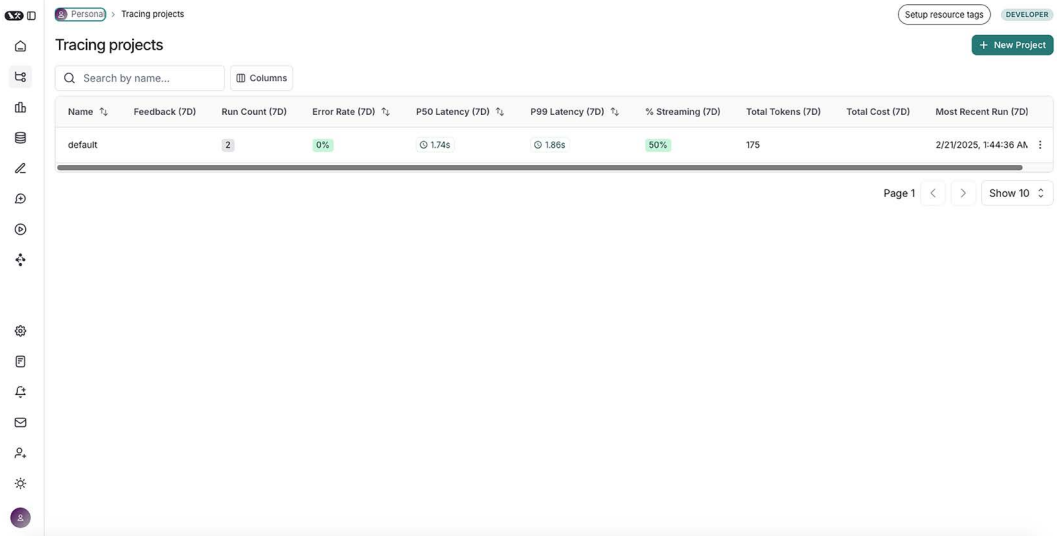 Personal > Tracing projects
Setup resource tags
DEVELOPER
Tracing projects
+ New Project
Search by name...
Columns
Name Feedback (7D) Run Count (7D) Error Rate (7D) P50 Latency (7D) P99 Latency (7D) % Streaming (7D) Total Tokens (7D) Total Cost (7D) Most Recent Run (7D)
default 2 0% 1.74s 1.86s 50% 175 2/21/2025, 1:44:36 AM
Page 1
Show 10